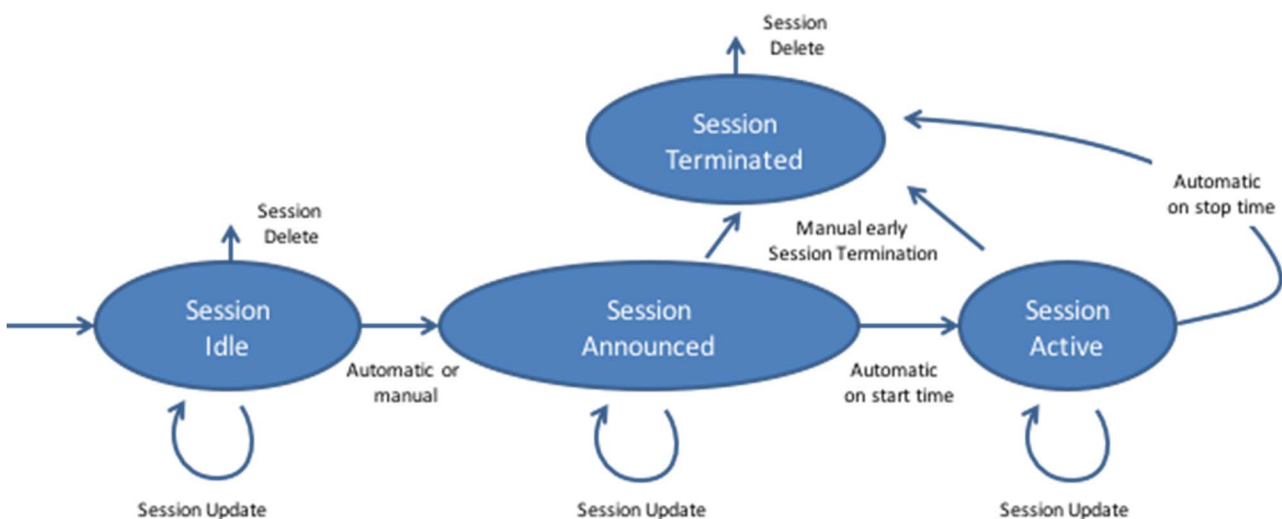 Session
Delete
Session
Terminated
Automatic
on stop time
Session
Delete
Manual early
Session Termination
Session
Idle
Session
Announced
Session
Active
Automatic or
manual
Automatic
on start time
Session Update
Session Update
Session Update